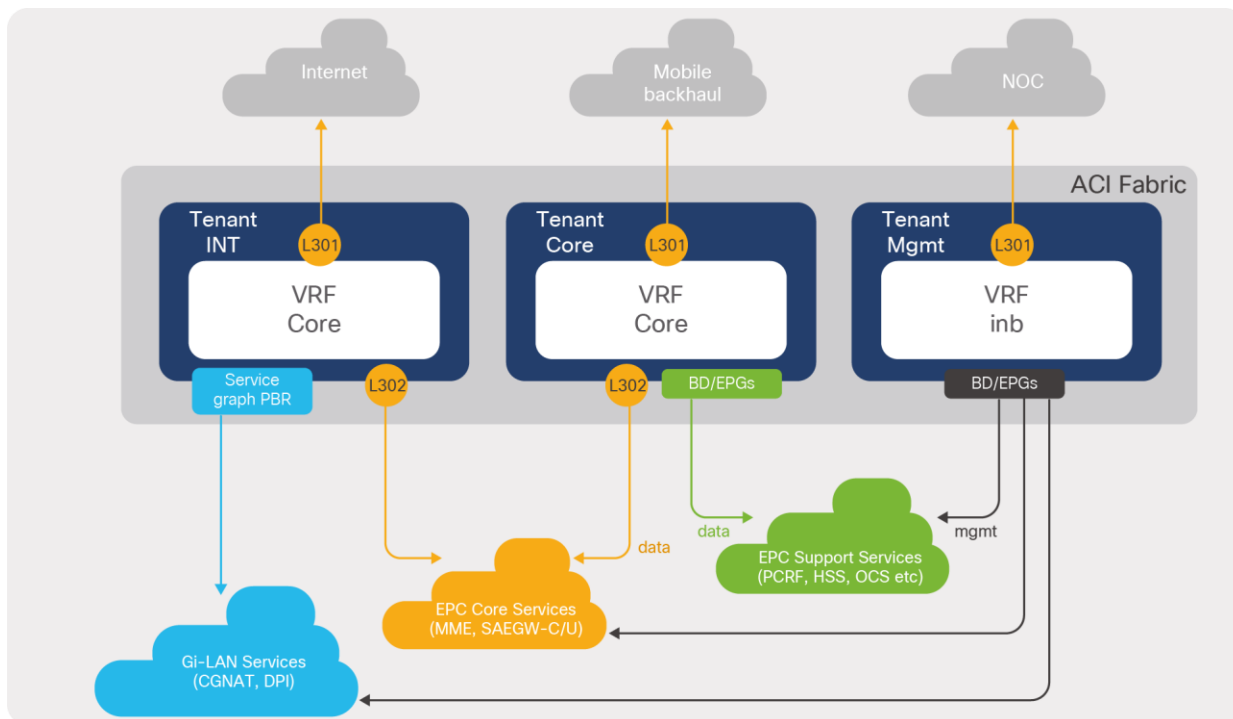 Internet
Mobile
backhaul
NOC
ACI Fabric
Tenant
INT
L301
VRF
Core
Tenant
Core
L301
VRF
Core
Tenant
Mgmt
L301
VRF
inb
Service
graph PBR
L302
L302
BD/EPGs
BD/EPGs
data
data
mgmt
EPC Support Services
(PCRF, HSS, OCS etc)
EPC Core Services
(MME, SAEGW-C/U)
Gi-LAN Services
(CGNAT, DPI)